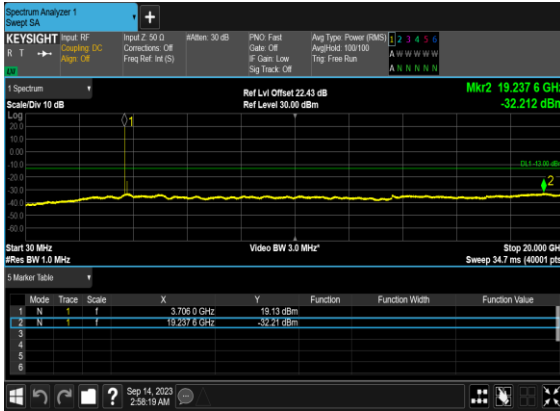 Spectrum Analyzer 1
Swept SA
+
KEYSIGHT Input: RF Input Z: 50 Ω #Atten: 30 dB PNO: Fast Avg Type: Power (RMS) 1 2 3 4 5 6
R T Coupling: DC Corrections: Off Gate: Off Avg|Hold: 100/100 A W W W W W
Align: Off Freq Ref: Int (S) IF Gain: Low Trig: Free Run
Sig Track: Off A N N N N N
1 Spectrum Ref Lvl Offset 22.43 dB Mkr2 19.237 6 GHz
Scale/Div 10 dB Ref Level 30.00 dBm -32.212 dBm
Log
20.0
10.0
0.00
-10.0 DL1 -13.00 dBm
-20.0
-30.0
-40.0
-50.0
-60.0
1
2
Start 30 MHz Video BW 3.0 MHz* Stop 20.000 GH
#Res BW 1.0 MHz Sweep 34.7 ms (40001 pts
5 Marker Table
Mode Trace Scale X Y Function Function Width Function Value
1 N 1 f 3.706 0 GHz 19.13 dBm
2 N 1 f 19.237 6 GHz -32.21 dBm
3
4
5
6
? Sep 14, 2023
2:58:19 AM